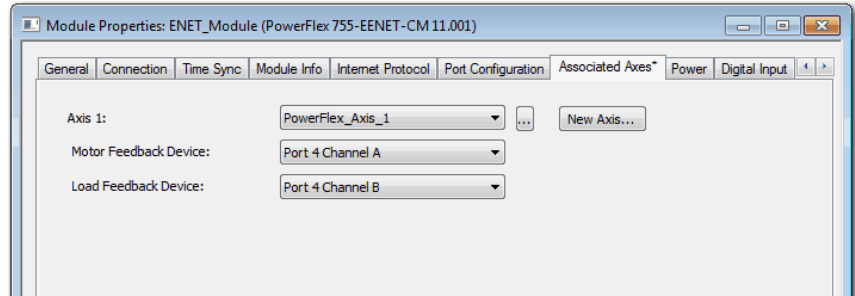 Module Properties: ENET_Module (PowerFlex 755-EENET-CM 11.001)
General Connection Time Sync Module Info Internet Protocol Port Configuration Associated Axes* Power Digital Input
Axis 1: PowerFlex_Axis_1 ... New Axis...
Motor Feedback Device: Port 4 Channel A
Load Feedback Device: Port 4 Channel B